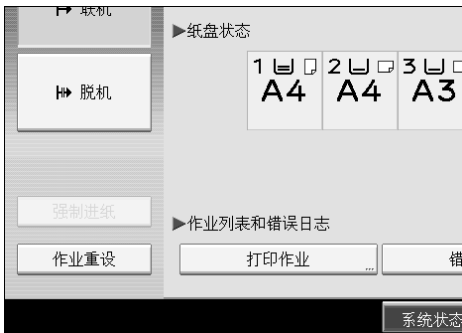 联机
▶纸盘状态
1 2 3
A4 A4 A3
脱机
强制进纸
▶作业列表和错误日志
作业重设
打印作业...
错
系统状态